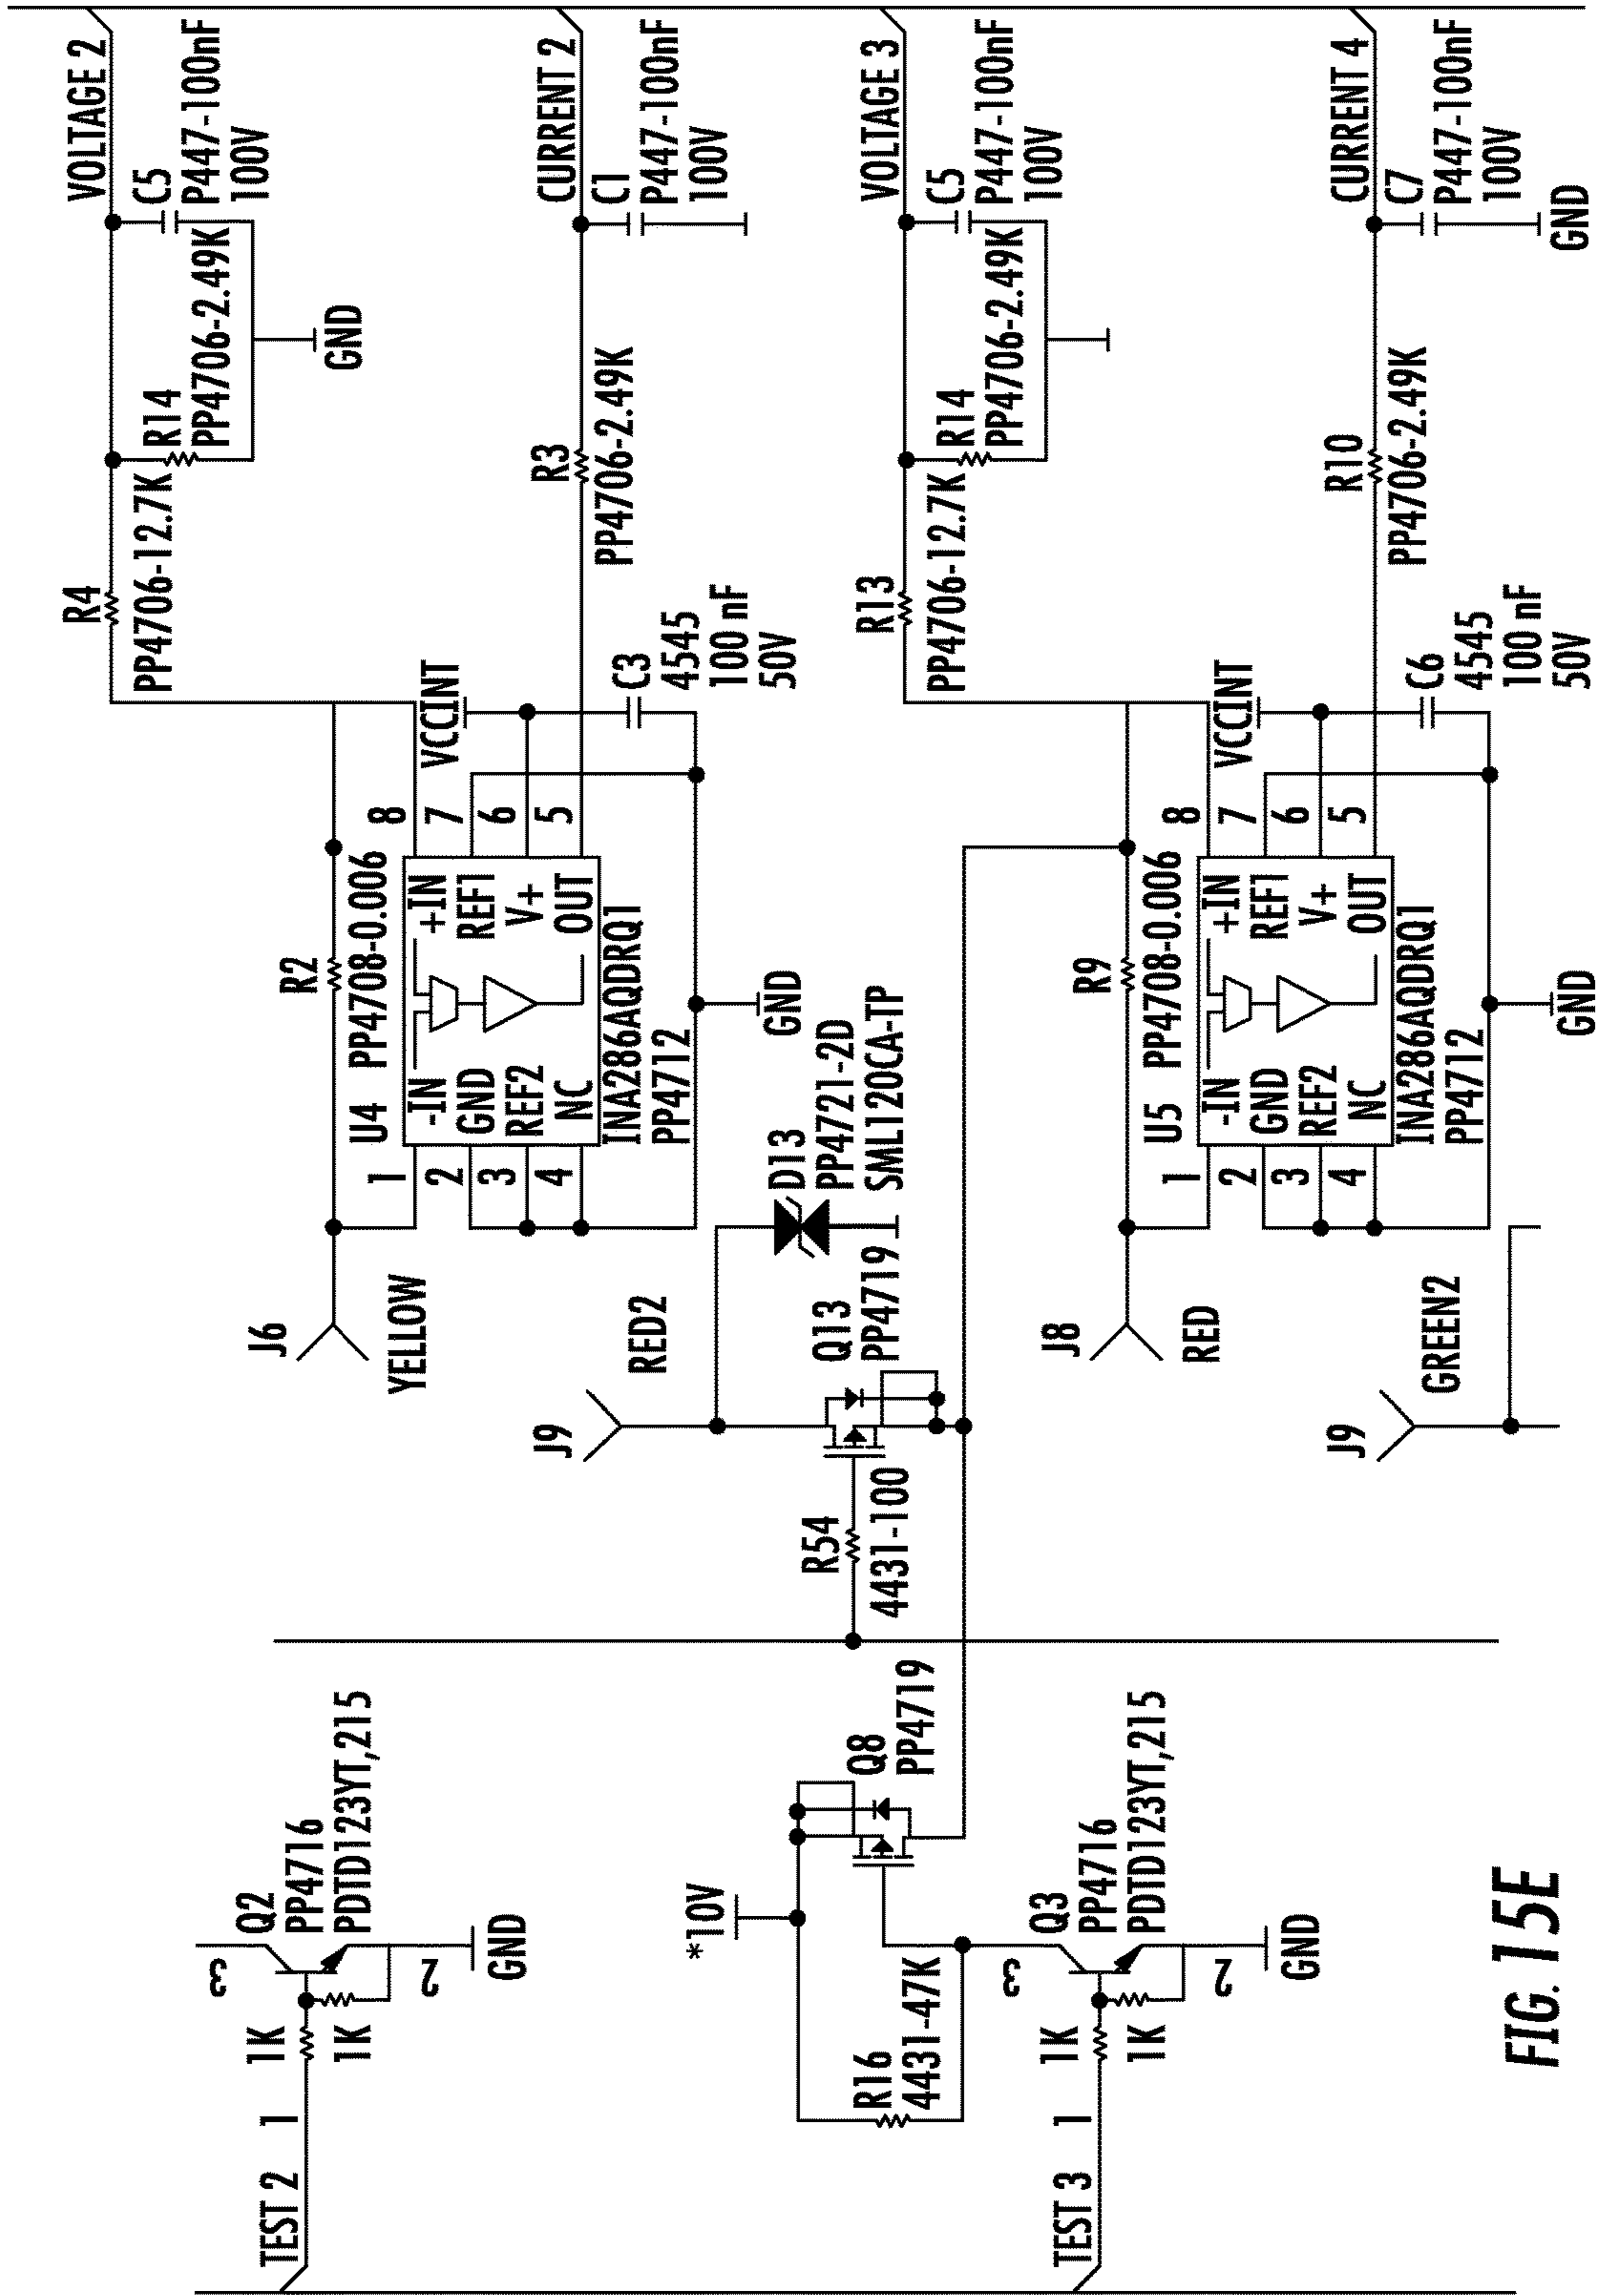 TEST 2
1
1K
1K
3
Q2
PP4716
PDTD123YT,215
2
GND
*10V
R16
4431-47K
Q8
PP4719
TEST 3
1
1K
1K
3
Q3
PP4716
PDTD123YT,215
2
GND
R54
4431-100
J9
RED2
Q13
PP4719
D13
PP4721-2D
SML120CA-TP
J6
YELLOW
R2
U4
PP4708-0.006
1
2
3
4
-IN
GND
REF2
NC
+IN
REF1
V+
OUT
8
7
6
5
INA286AQDRQ1
PP4712
GND
VCCINT
C3
4545
100 nF
50V
R4
PP4706-12.7K
R14
PP4706-2.49K
GND
C5
P447-100nF
100V
VOLTAGE 2
R3
PP4706-2.49K
CURRENT 2
C1
P447-100nF
100V
J8
RED
R9
U5
PP4708-0.006
1
2
3
4
-IN
GND
REF2
NC
+IN
REF1
V+
OUT
8
7
6
5
INA286AQDRQ1
PP4712
GND
VCCINT
C6
4545
100 nF
50V
R13
PP4706-12.7K
R14
PP4706-2.49K
C5
P447-100nF
100V
VOLTAGE 3
R10
PP4706-2.49K
CURRENT 4
C7
P447-100nF
100V
GND
J9
GREEN2
FIG. 15E